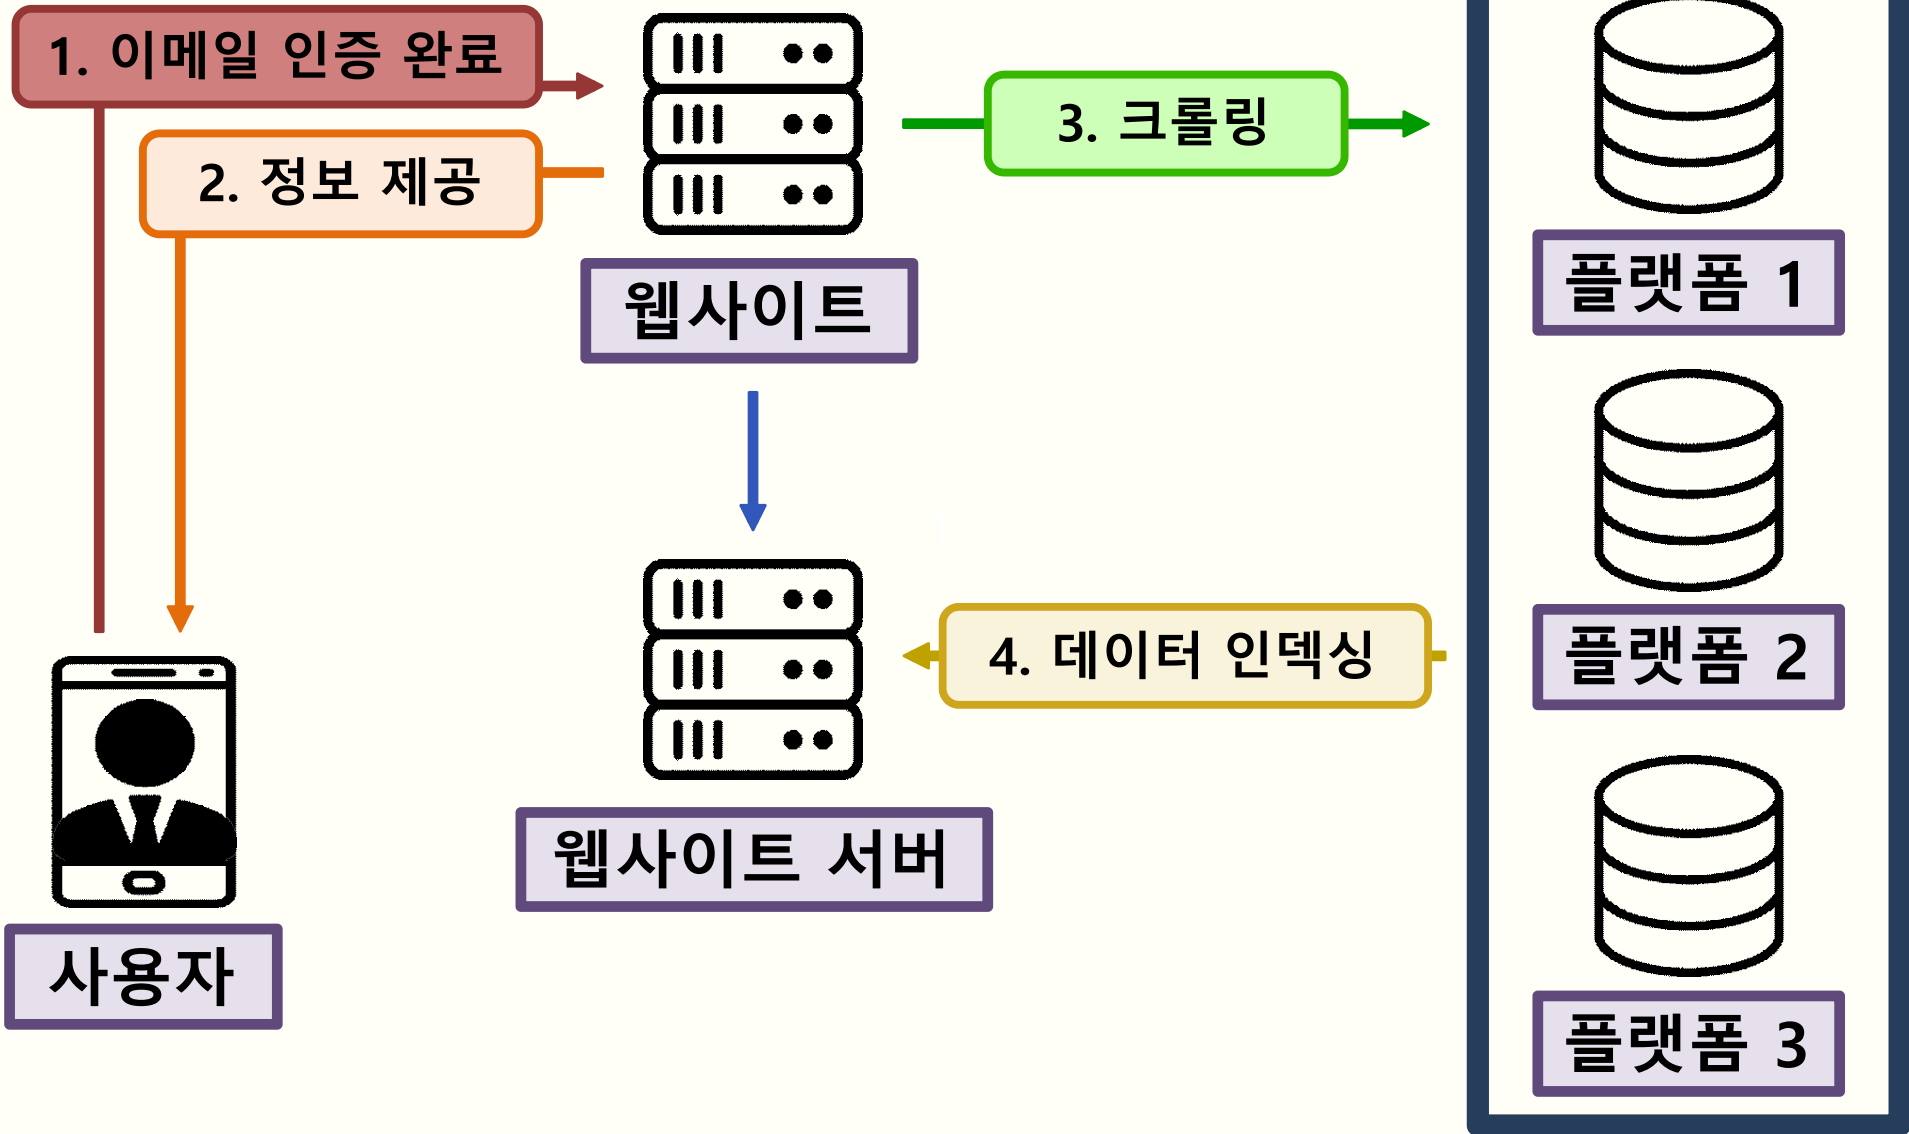 1. 이메일 인증 완료
2. 정보 제공
3. 크롤링
웹사이트
플랫폼 1
4. 데이터 인덱싱
플랫폼 2
웹사이트 서버
사용자
플랫폼 3